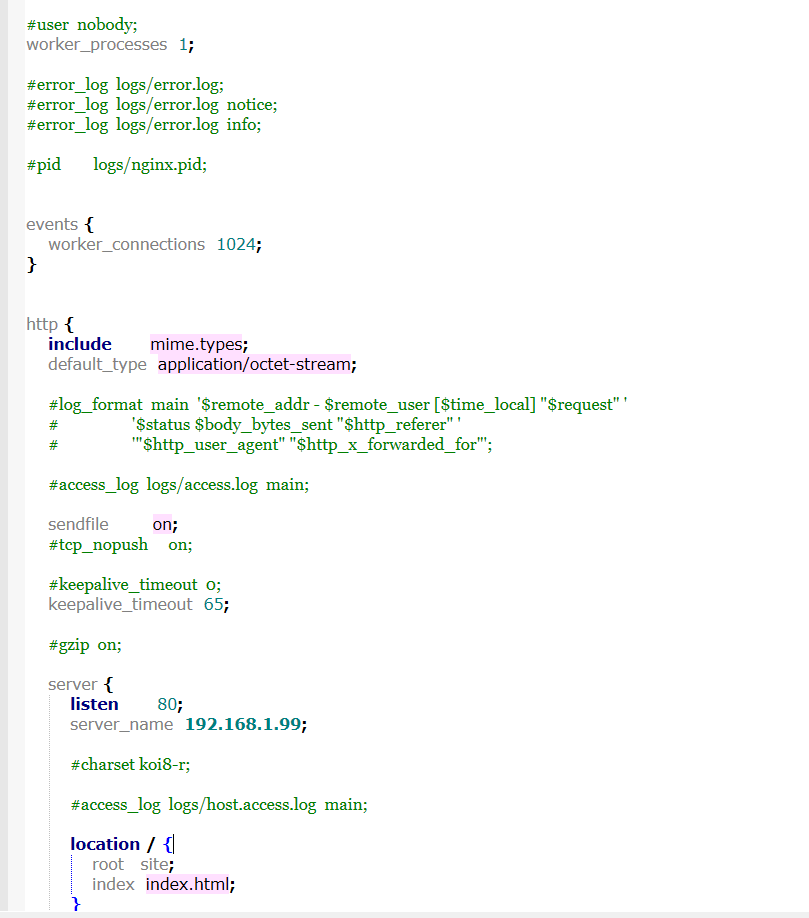 #user  nobody;
worker_processes  1;
#error_log  logs/error.log;
#error_log  logs/error.log  notice;
#error_log  logs/error.log  info;
#pid        logs/nginx.pid;
events {
    worker_connections  1024;
}
http {
    include       mime.types;
    default_type  application/octet-stream;
    #log_format  main  '$remote_addr - $remote_user [$time_local] "$request" '
    #                  '$status $body_bytes_sent "$http_referer" '
    #                  '"$http_user_agent" "$http_x_forwarded_for"';
    #access_log  logs/access.log  main;
    sendfile        on;
    #tcp_nopush     on;
    #keepalive_timeout  0;
    keepalive_timeout  65;
    #gzip  on;
    server {
        listen       80;
        server_name  192.168.1.99;
        #charset koi8-r;
        #access_log  logs/host.access.log  main;
        location / {
            root   site;
            index  index.html;
        }